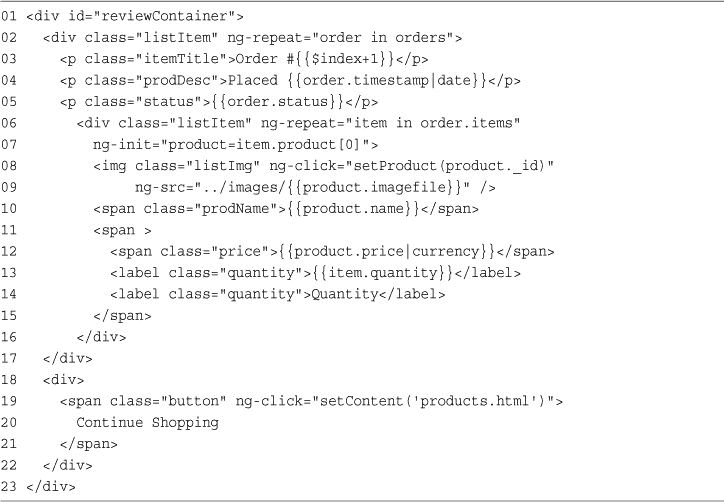 01 <div id="reviewContainer">
02   <div class="listItem" ng-repeat="order in orders">
03     <p class="itemTitle">Order #{{$index+1}}</p>
04     <p class="prodDesc">Placed {{order.timestamp|date}}</p>
05     <p class="status">{{order.status}}</p>
06       <div class="listItem" ng-repeat="item in order.items"
07         ng-init="product=item.product[0]">
08         <img class="listImg" ng-click="setProduct(product._id)"
09              ng-src="../images/{{product.imagefile}}" />
10         <span class="prodName">{{product.name}}</span>
11         <span >
12           <span class="price">{{product.price|currency}}</span>
13           <label class="quantity">{{item.quantity}}</label>
14           <label class="quantity">Quantity</label>
15         </span>
16       </div>
17   </div>
18   <div>
19     <span class="button" ng-click="setContent('products.html')">
20       Continue Shopping
21     </span>
22   </div>
23 </div>